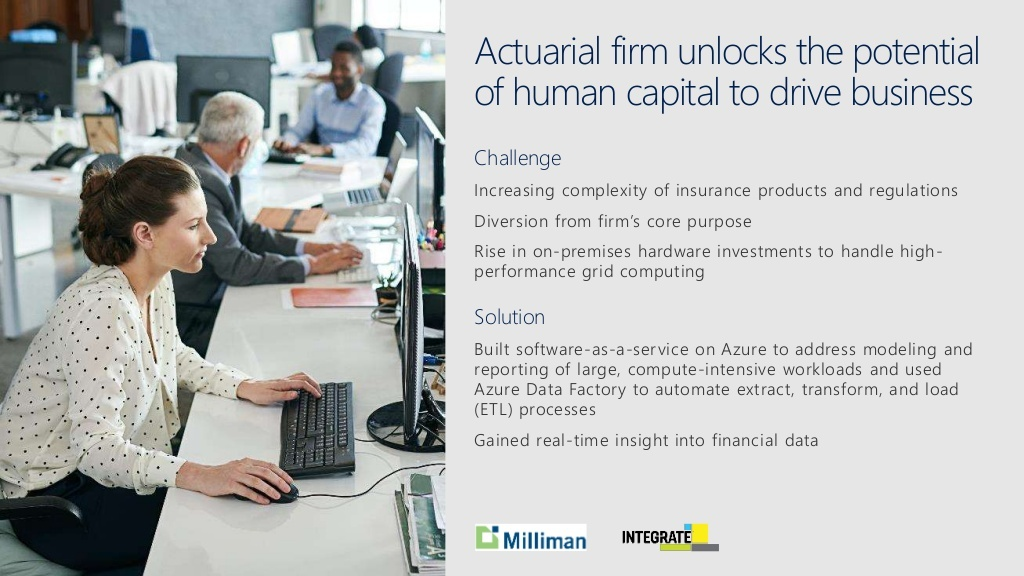 Actuarial firm unlocks the potential
of human capital to drive business
Challenge
Increasing complexity of insurance products and regulations
Diversion from firm’s core purpose
Rise in on-premises hardware investments to handle high-
performance grid computing
Solution
Built software-as-a-service on Azure to address modeling and
reporting of large, compute-intensive workloads and used
Azure Data Factory to automate extract, transform, and load
(ETL) processes
Gained real-time insight into financial data
Milliman
INTEGRATE